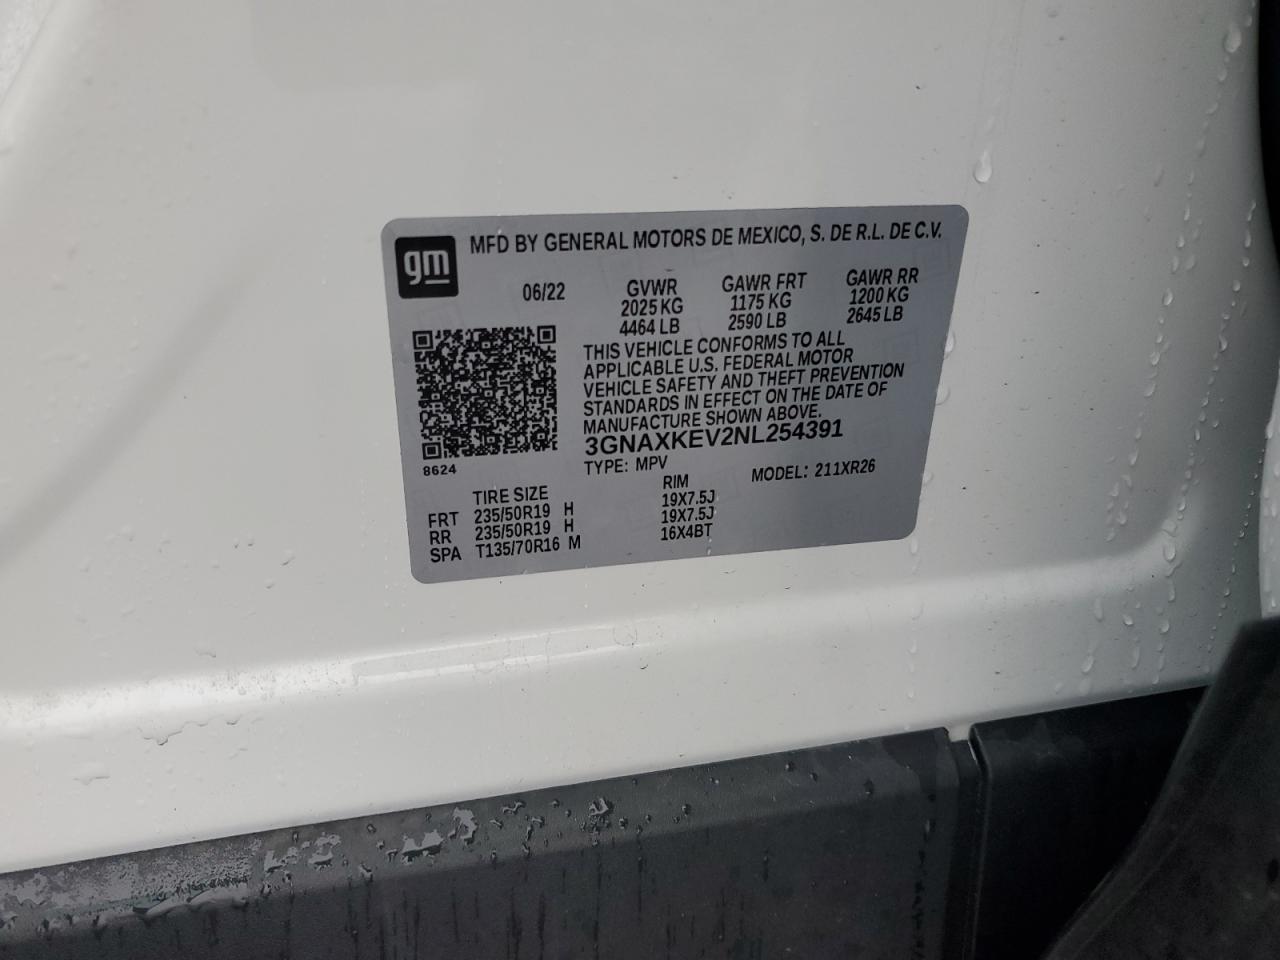 gm
MFD BY GENERAL MOTORS DE MEXICO, S. DE R.L. DE C.V.
06/22 GVWR GAWR FRT GAWR RR
2025 KG 1175 KG 1200 KG
4464 LB 2590 LB 2645 LB
THIS VEHICLE CONFORMS TO ALL
APPLICABLE U.S. FEDERAL MOTOR
VEHICLE SAFETY AND THEFT PREVENTION
STANDARDS IN EFFECT ON THE DATE OF
MANUFACTURE SHOWN ABOVE.
3GNAXKEV2NL254391
8624
TYPE: MPV MODEL: 211XR26
TIRE SIZE RIM
FRT 235/50R19 H 19X7.5J
RR 235/50R19 H 19X7.5J
SPA T135/70R16 M 16X4BT